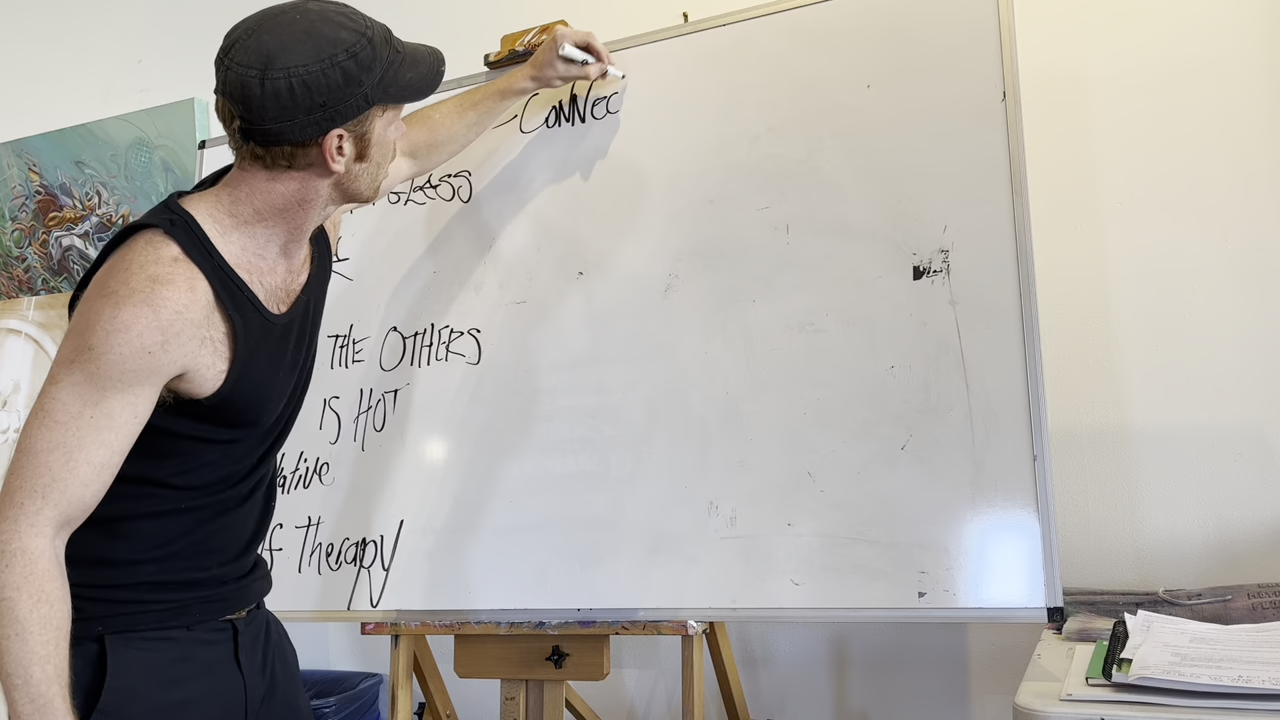 -CONNEC
GLASS
THE OTHERS
IS HOT
ative
f Therapy